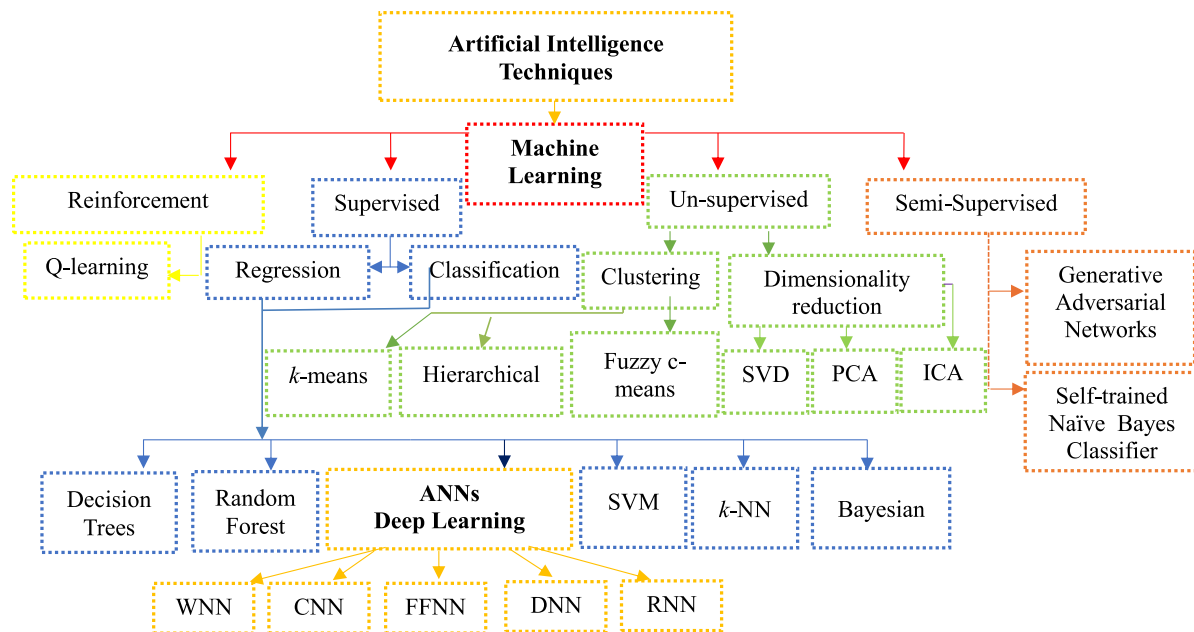 Artificial Intelligence
Techniques
Machine
Learning
Reinforcement
Supervised
Un-supervised
Semi-Supervised
Q-learning
Regression
Classification
Clustering
Dimensionality
reduction
Generative
Adversarial
Networks
k-means
Hierarchical
Fuzzy c-
means
SVD
PCA
ICA
Self-trained
Naïve Bayes
Classifier
Decision
Trees
Random
Forest
ANNs
Deep Learning
SVM
k-NN
Bayesian
WNN
CNN
FFNN
DNN
RNN